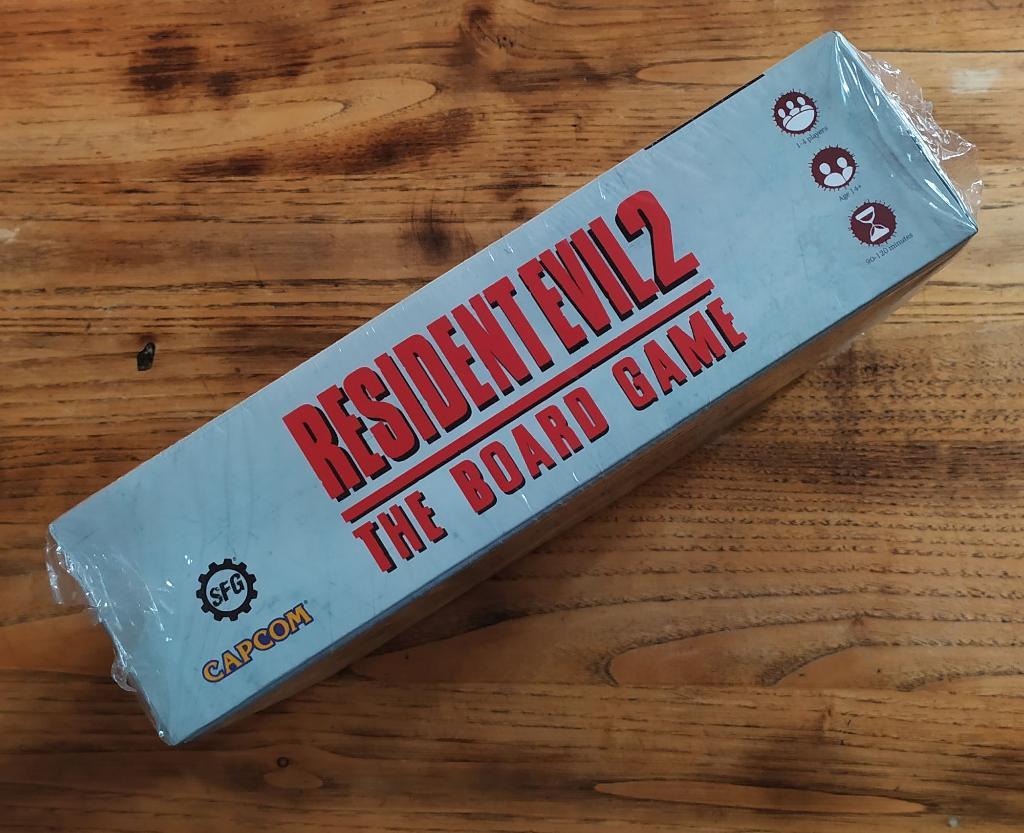 RESIDENT EVIL 2
THE BOARD GAME
1-4 players
Age 14+
90-120 minutes
SFG
CAPCOM